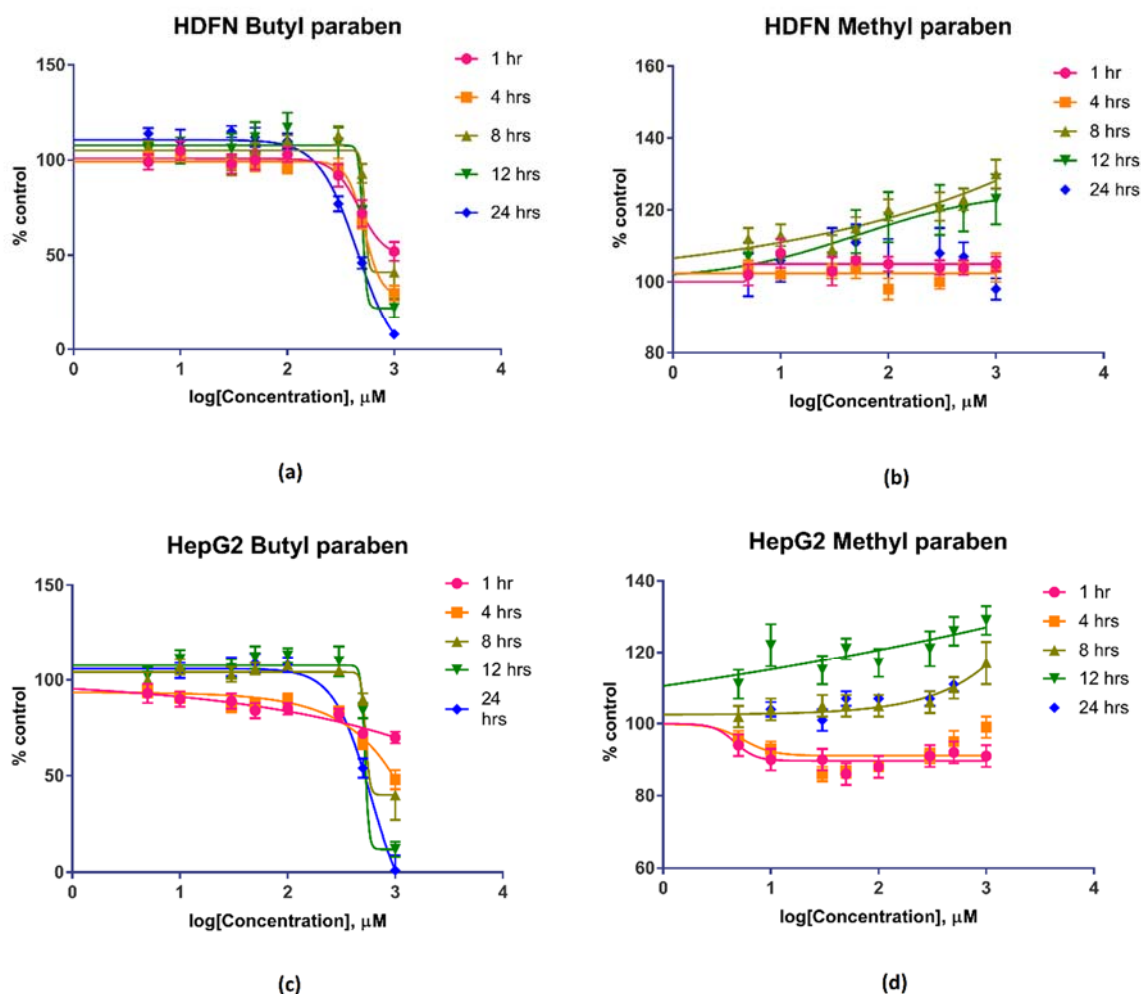 HDFN Butyl paraben
150
100
50
0
% control
0 1 2 3 4
log[Concentration], μM
1 hr
4 hrs
8 hrs
12 hrs
24 hrs
(a)
HDFN Methyl paraben
160
140
120
100
80
% control
0 1 2 3 4
log[Concentration], μM
1 hr
4 hrs
8 hrs
12 hrs
24 hrs
(b)
HepG2 Butyl paraben
150
100
50
0
% control
0 1 2 3 4
log[Concentration], μM
1 hr
4 hrs
8 hrs
12 hrs
24
hrs
(c)
HepG2 Methyl paraben
140
120
100
80
60
% control
0 1 2 3 4
log[Concentration], μM
1 hr
4 hrs
8 hrs
12 hrs
24 hrs
(d)